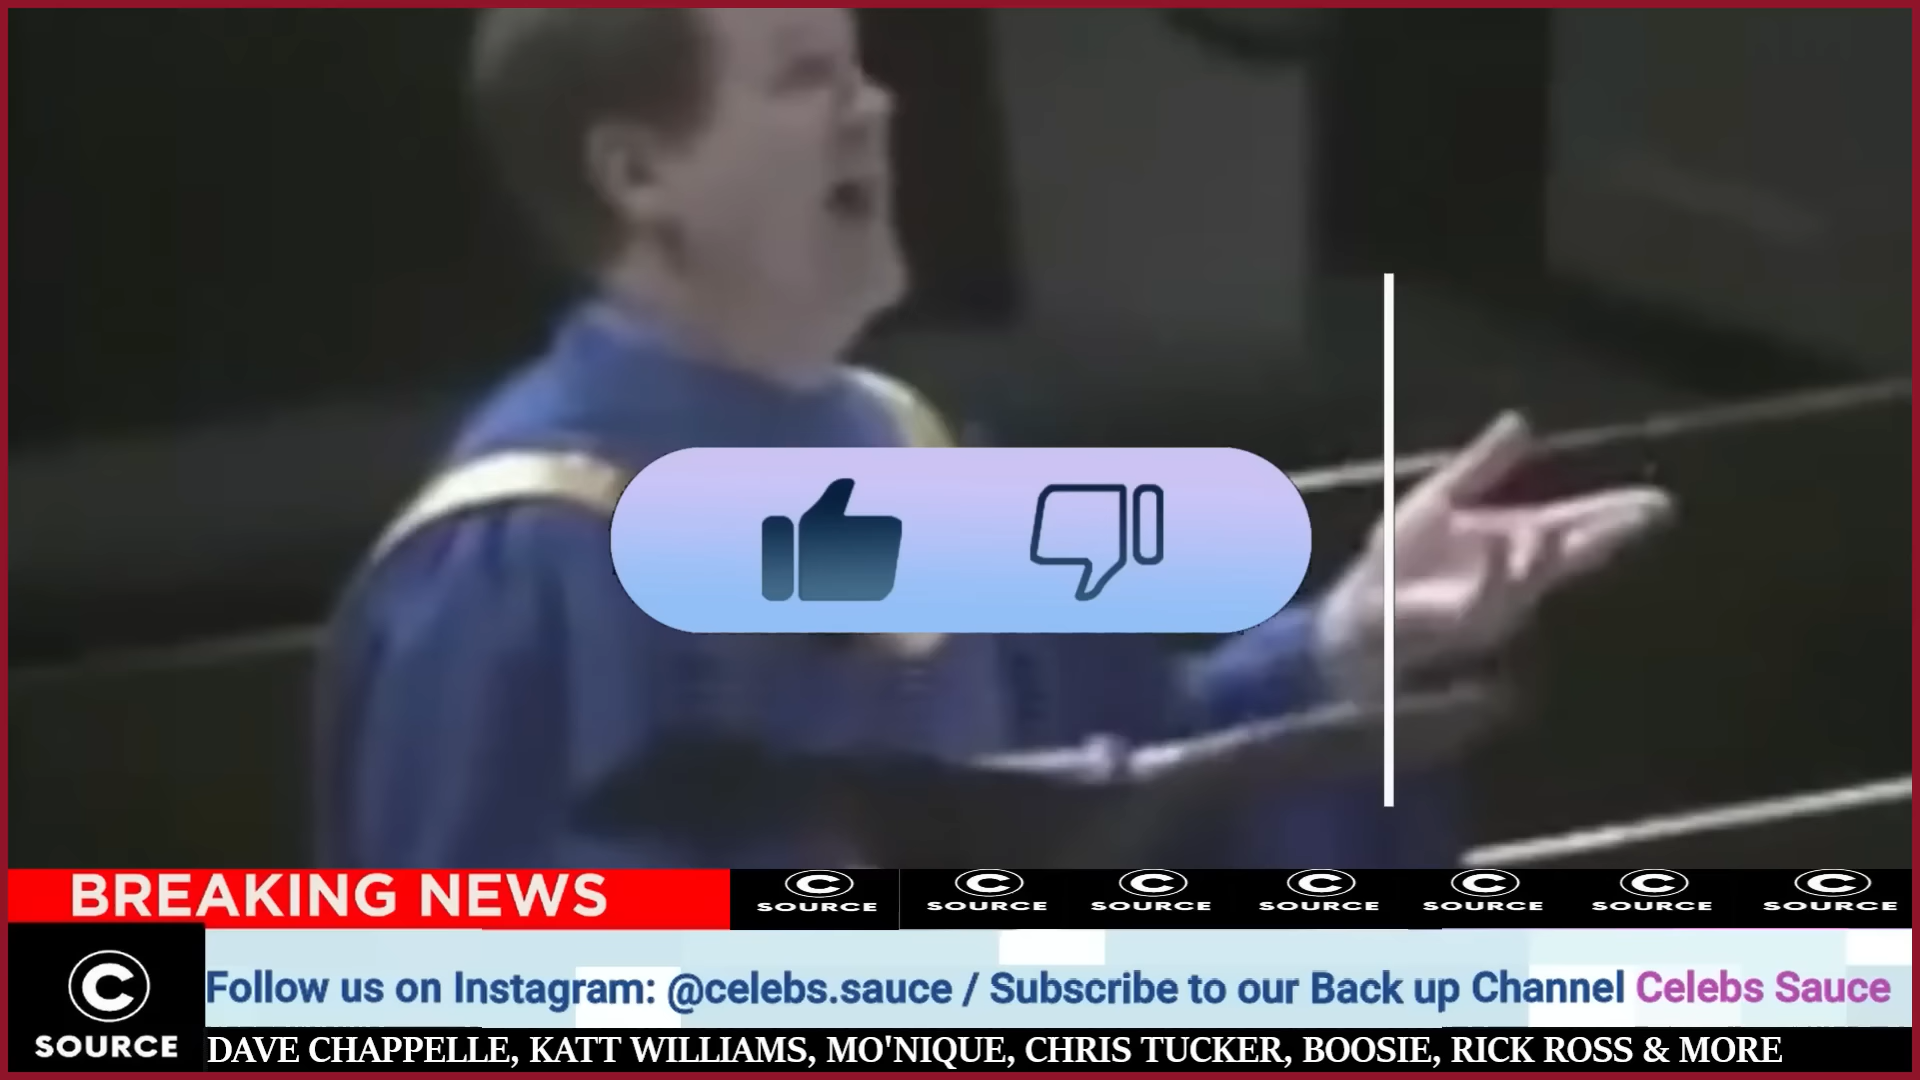 BREAKING NEWS
SOURCE SOURCE SOURCE SOURCE SOURCE SOURCE SOURCE
C
SOURCE
Follow us on Instagram: @celebs.sauce / Subscribe to our Back up Channel Celebs Sauce
DAVE CHAPPELLE, KATT WILLIAMS, MO'NIQUE, CHRIS TUCKER, BOOSIE, RICK ROSS & MORE